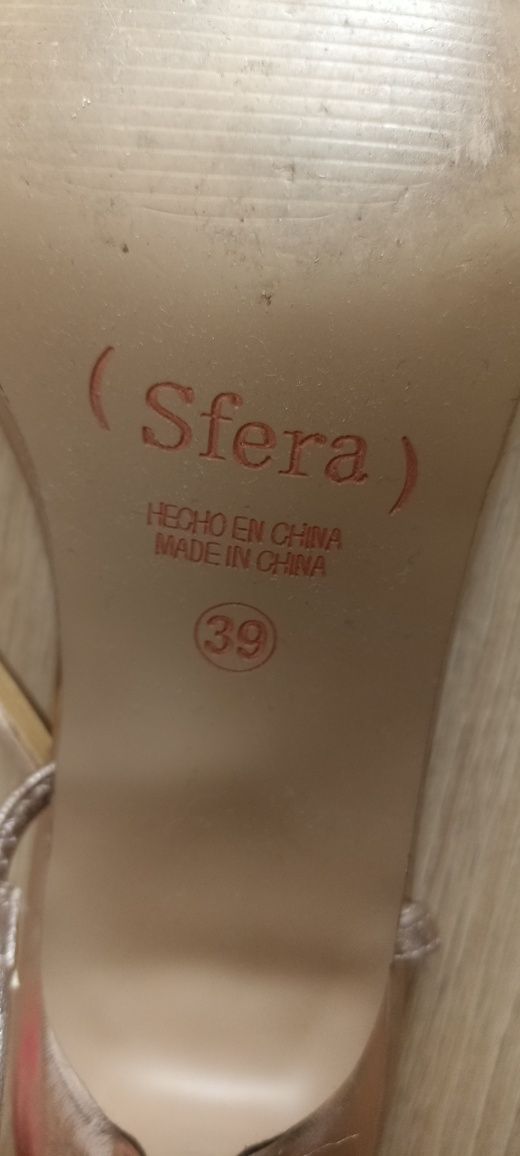 ( Sfera )
HECHO EN CHINA
MADE IN CHINA
39